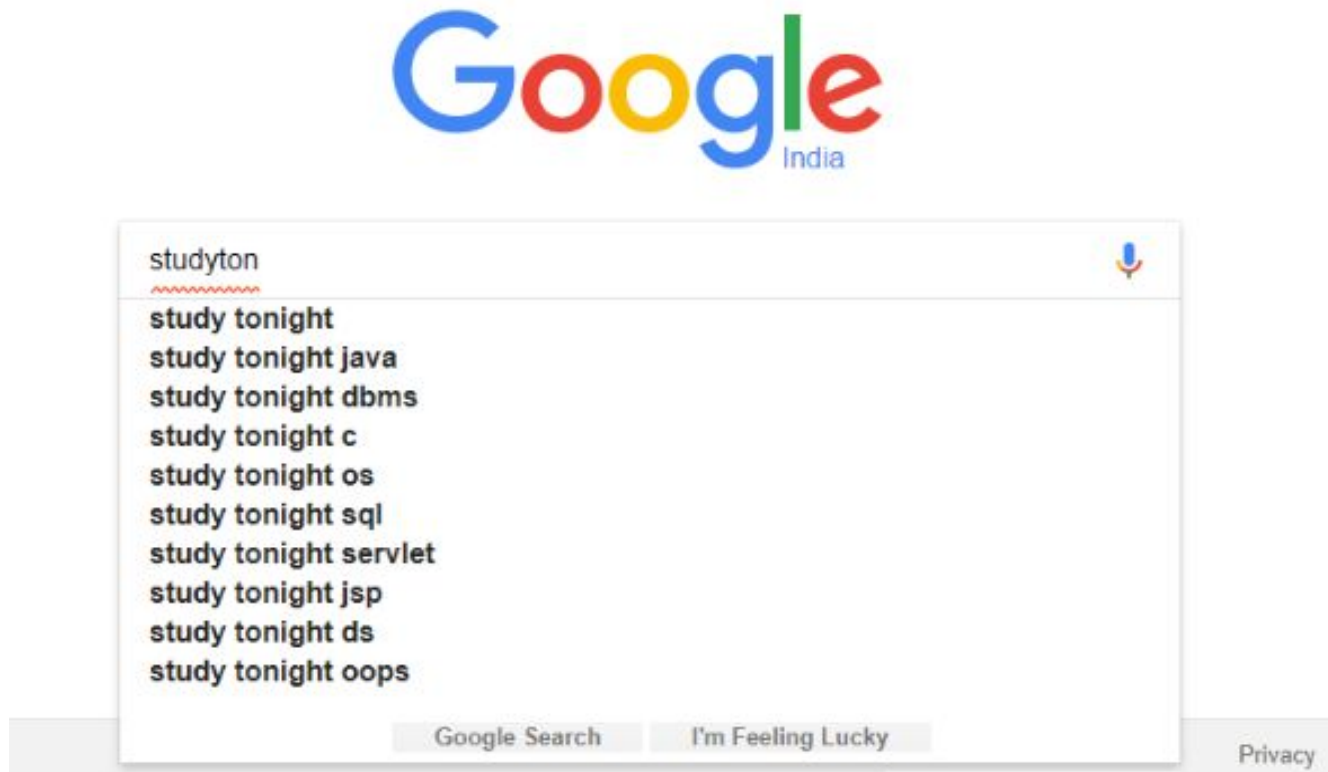 Google
India
studyton
study tonight
study tonight java
study tonight dbms
study tonight c
study tonight os
study tonight sql
study tonight servlet
study tonight jsp
study tonight ds
study tonight oops
Google Search I'm Feeling Lucky
Privacy